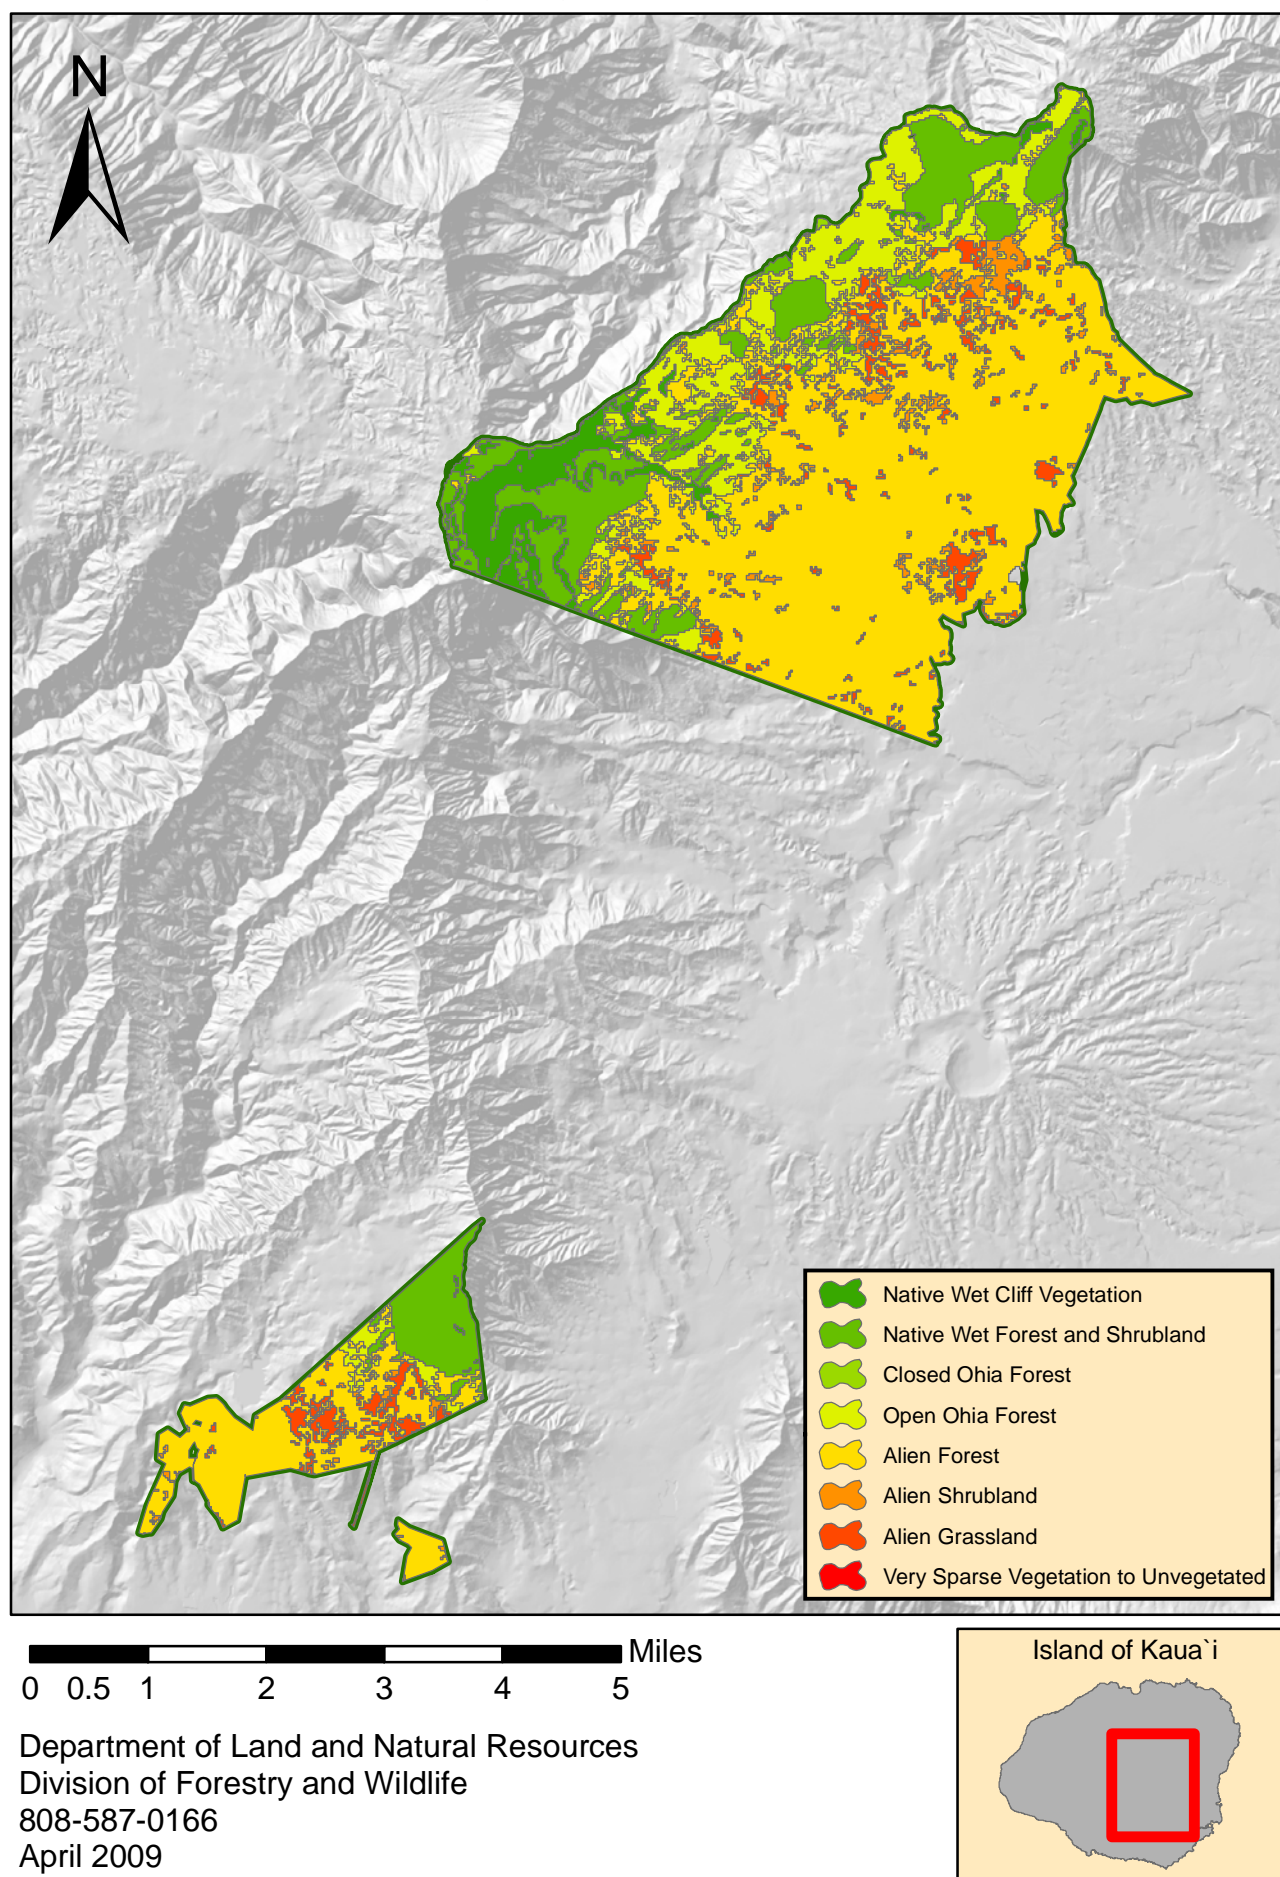 N
Native Wet Cliff Vegetation
Native Wet Forest and Shrubland
Closed Ohia Forest
Open Ohia Forest
Alien Forest
Alien Shrubland
Alien Grassland
Very Sparse Vegetation to Unvegetated
Miles
0 0.5 1 2 3 4 5
Department of Land and Natural Resources
Division of Forestry and Wildlife
808-587-0166
April 2009
Island of Kaua`i